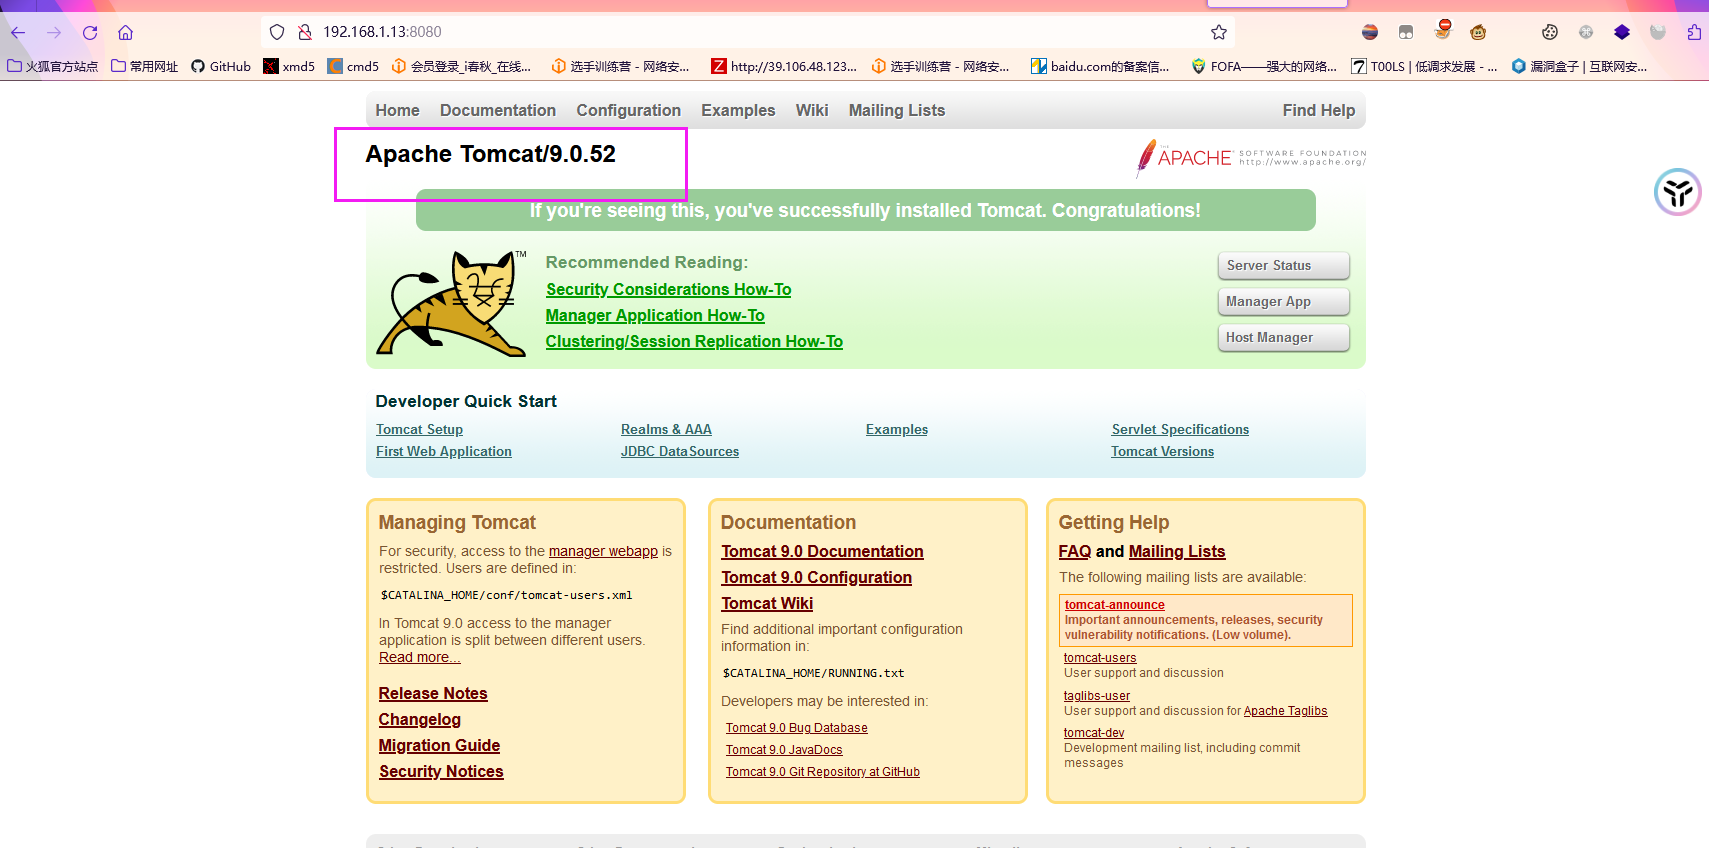 192.168.1.13:8080
火狐官方站点 常用网址 GitHub xmd5 cmd5 会员登录_i春秋_在线... 选手训练营 - 网络安... http://39.106.48.123... 选手训练营 - 网络安... baidu.com的备案信... FOFA——强大的网络... T00LS | 低调求发展 - ... 漏洞盒子 | 互联网安...
Home Documentation Configuration Examples Wiki Mailing Lists Find Help
Apache Tomcat/9.0.52
THE APACHE SOFTWARE FOUNDATION
http://www.apache.org/
If you're seeing this, you've successfully installed Tomcat. Congratulations!
TM
Recommended Reading:
Security Considerations How-To
Manager Application How-To
Clustering/Session Replication How-To
Server Status
Manager App
Host Manager
Developer Quick Start
Tomcat Setup
First Web Application
Realms & AAA
JDBC DataSources
Examples
Servlet Specifications
Tomcat Versions
Managing Tomcat
For security, access to the manager webapp is
restricted. Users are defined in:
$CATALINA_HOME/conf/tomcat-users.xml
In Tomcat 9.0 access to the manager
application is split between different users.
Read more...
Release Notes
Changelog
Migration Guide
Security Notices
Documentation
Tomcat 9.0 Documentation
Tomcat 9.0 Configuration
Tomcat Wiki
Find additional important configuration
information in:
$CATALINA_HOME/RUNNING.txt
Developers may be interested in:
Tomcat 9.0 Bug Database
Tomcat 9.0 JavaDocs
Tomcat 9.0 Git Repository at GitHub
Getting Help
FAQ and Mailing Lists
The following mailing lists are available:
tomcat-announce
Important announcements, releases, security
vulnerability notifications. (Low volume).
tomcat-users
User support and discussion
taglibs-user
User support and discussion for Apache Taglibs
tomcat-dev
Development mailing list, including commit
messages